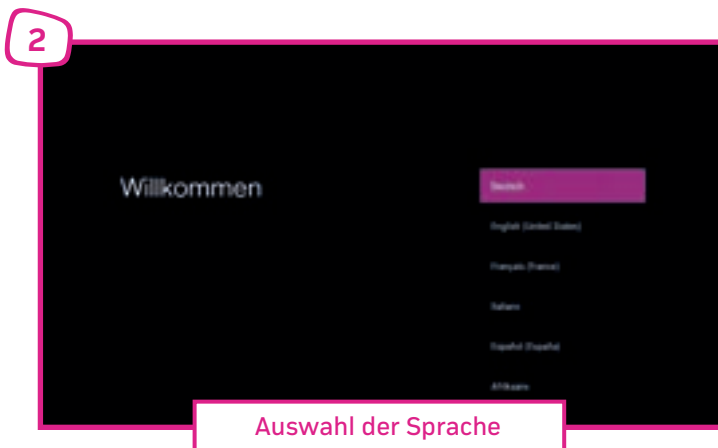 2
Willkommen
Deutsch
English (United States)
Français (France)
Italiano
Español (España)
Afrikaans
Auswahl der Sprache